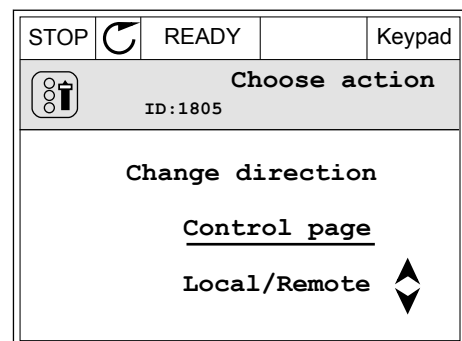 STOP READY Keypad
Choose action
ID:1805
Change direction
Control page
Local/Remote